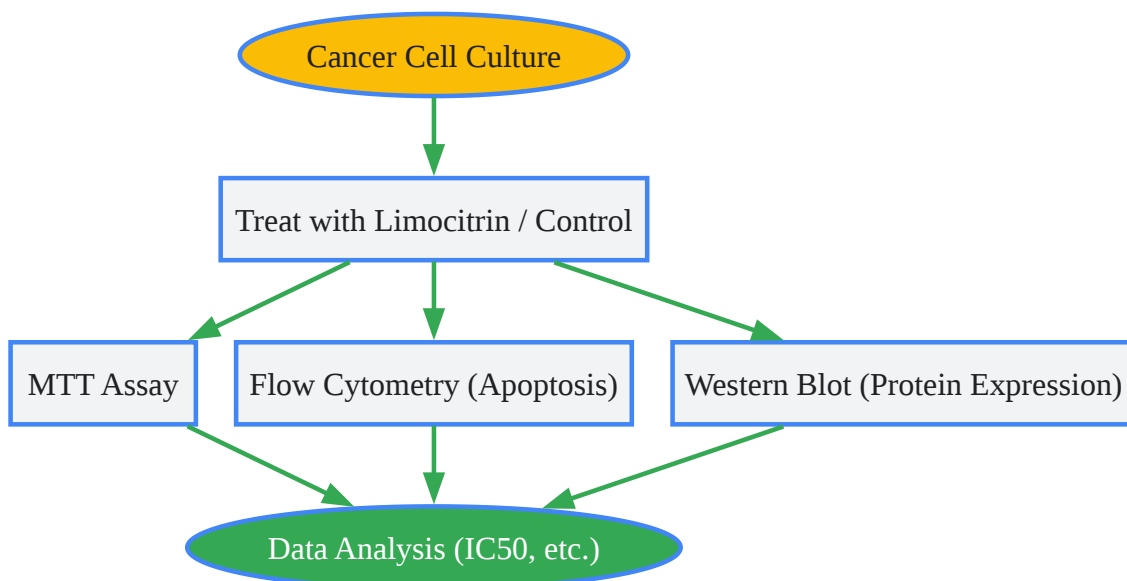 Cancer Cell Culture
Treat with Limocitrin / Control
MTT Assay
Flow Cytometry (Apoptosis)
Western Blot (Protein Expression)
Data Analysis (IC50, etc.)